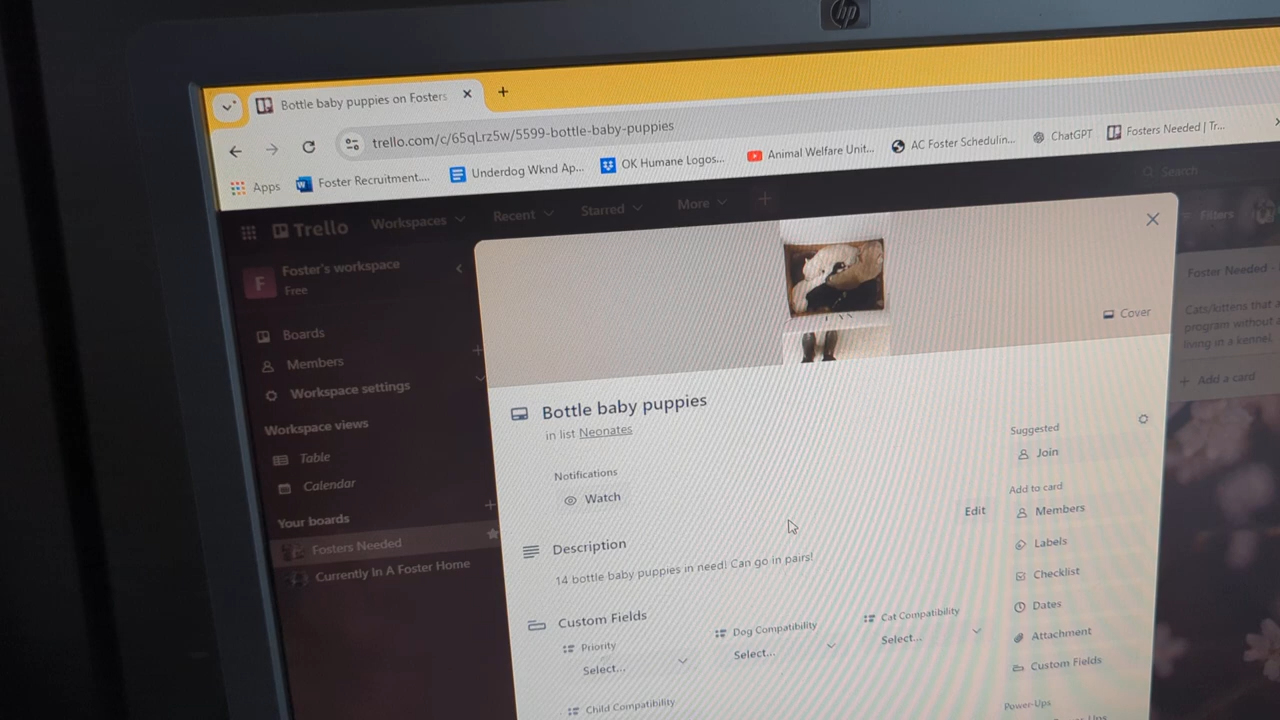 hp
Bottle baby puppies on Fosters
trello.com/c/65qLrz5w/5599-bottle-baby-puppies
Apps Foster Recruitment.... Underdog Wknd Ap... OK Humane Logos... Animal Welfare Unit... AC Foster Schedulin... ChatGPT Fosters Needed | Tr...
Trello Workspaces Recent Starred More Search
F Foster's workspace
Free
Filters
Boards
Members
Workspace settings
Workspace views
Table
Calendar
Your boards
Fosters Needed
Currently In A Foster Home
Cover
Bottle baby puppies
in list Neonates
Notifications
Watch
Description
Edit
14 bottle baby puppies in need! Can go in pairs!
Custom Fields
Priority Dog Compatibility Cat Compatibility
Select... Select... Select...
Child Compatibility
Suggested
Join
Add to card
Members
Labels
Checklist
Dates
Attachment
Custom Fields
Power-Ups
Foster Needed -
Cats/kittens that
program without
living in a kennel.
Add a card